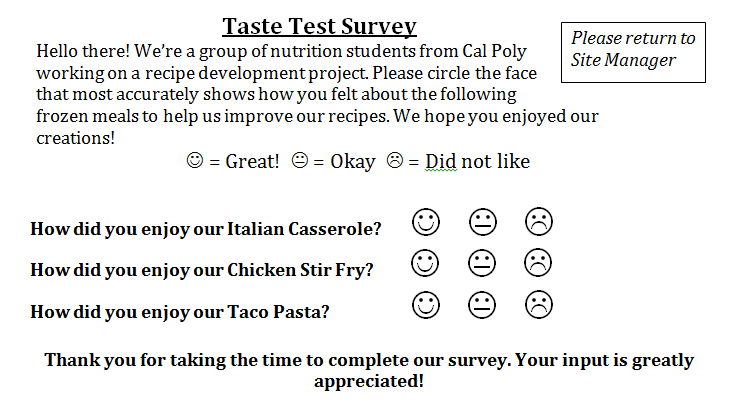 Taste Test Survey
Please return to
Site Manager
Hello there! We're a group of nutrition students from Cal Poly
working on a recipe development project. Please circle the face
that most accurately shows how you felt about the following
frozen meals to help us improve our recipes. We hope you enjoyed our
creations!
☺ = Great! 😐 = Okay ☹ = Did not like
How did you enjoy our Italian Casserole?
How did you enjoy our Chicken Stir Fry?
How did you enjoy our Taco Pasta?
Thank you for taking the time to complete our survey. Your input is greatly
appreciated!